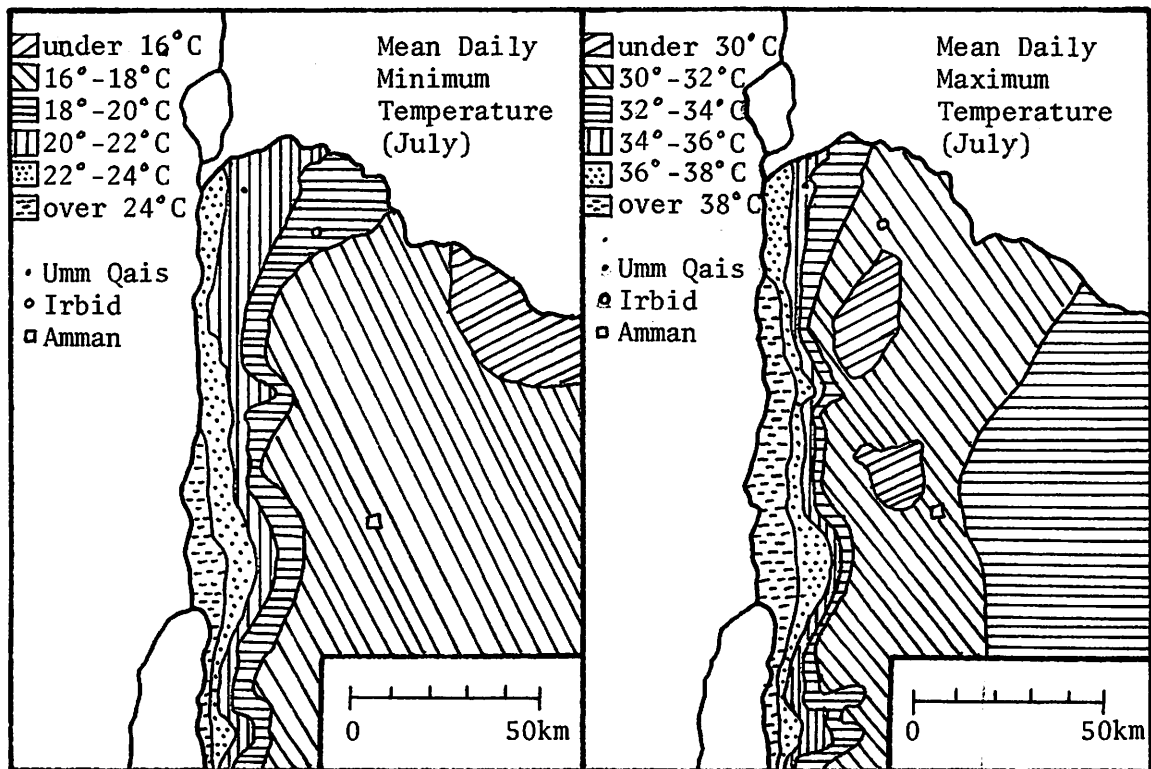 under 16°C
16°-18°C
18°-20°C
20°-22°C
22°-24°C
over 24°C
Umm Qais
Irbid
Amman
Mean Daily
Minimum
Temperature
(July)
0 50km
under 30°C
30°-32°C
32°-34°C
34°-36°C
36°-38°C
over 38°C
Umm Qais
Irbid
Amman
Mean Daily
Maximum
Temperature
(July)
0 50km